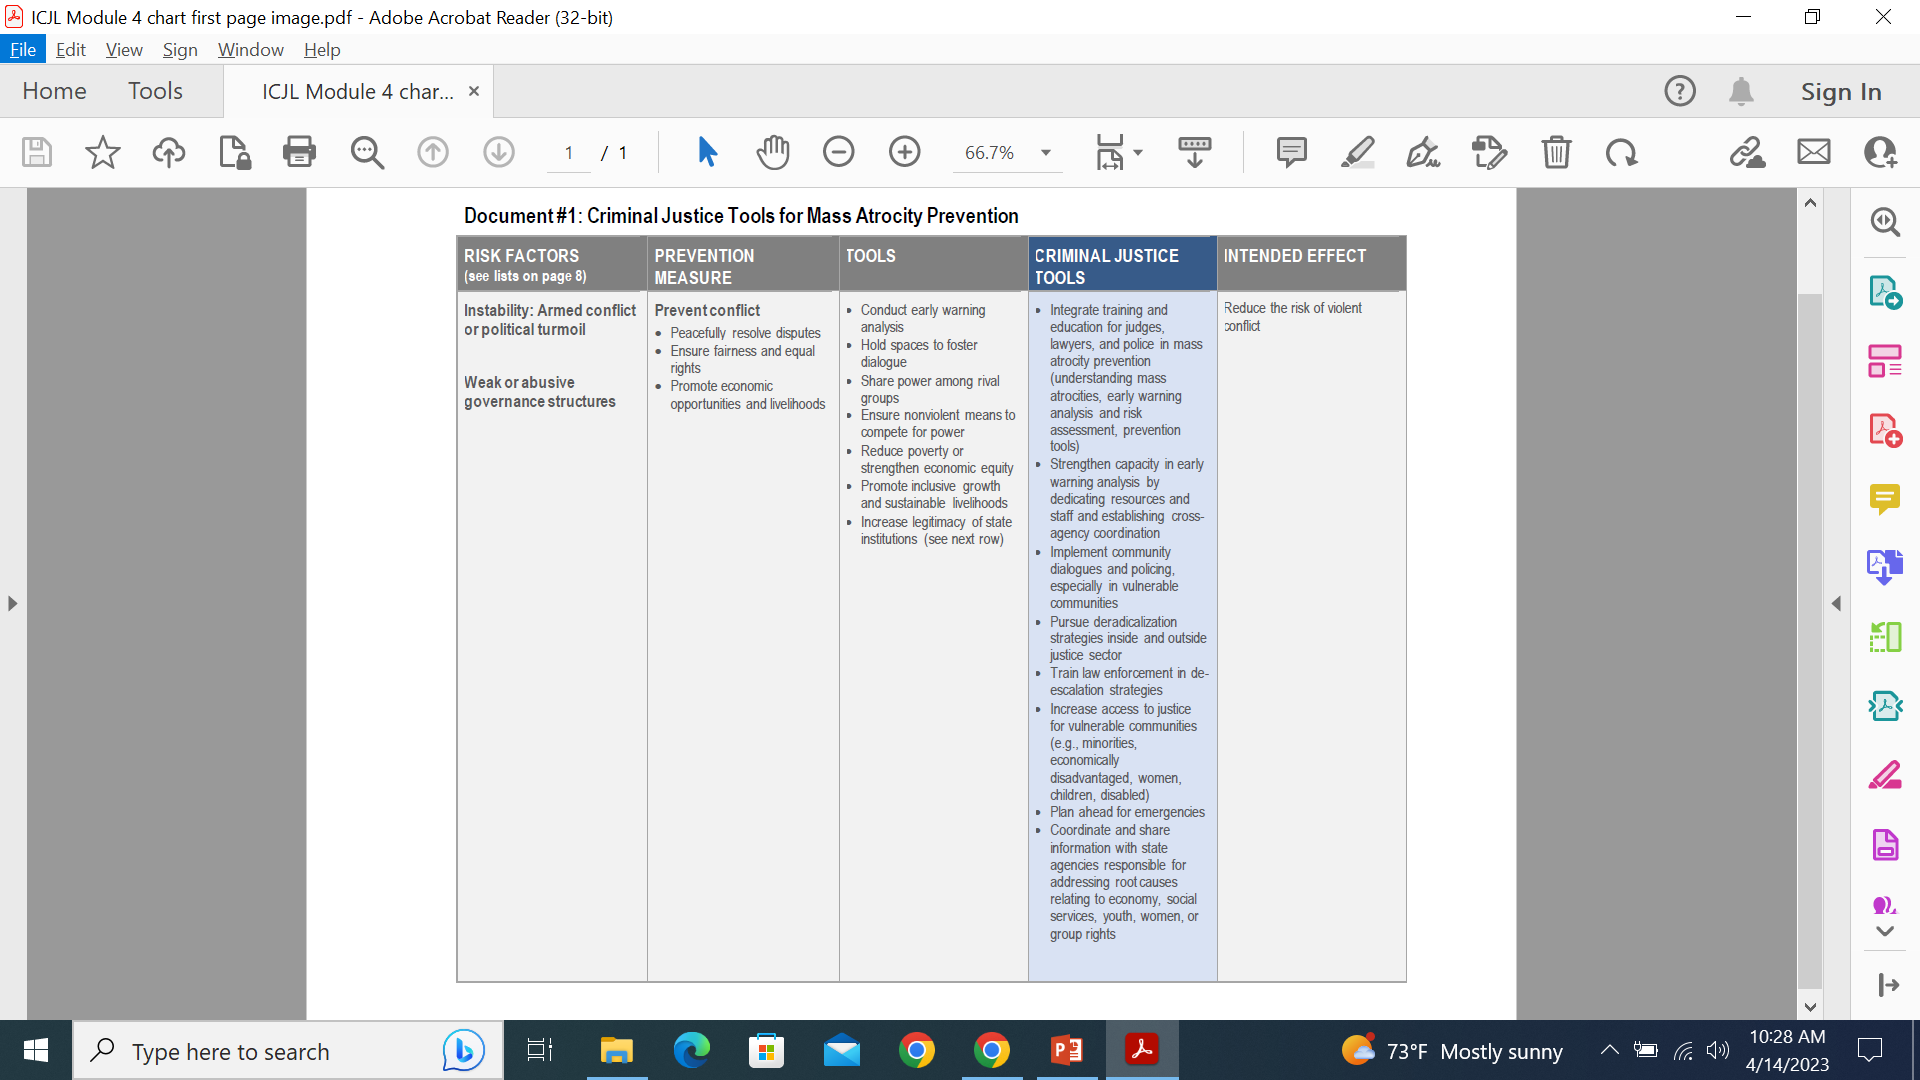 ICJL Module 4 chart first page image.pdf - Adobe Acrobat Reader (32-bit)
File Edit View Sign Window Help
Home Tools ICJL Module 4 char... × Sign In
1 / 1 66.7%
Document #1: Criminal Justice Tools for Mass Atrocity Prevention
RISK FACTORS
(see lists on page 8)
PREVENTION
MEASURE
TOOLS
CRIMINAL JUSTICE
TOOLS
INTENDED EFFECT
Instability: Armed conflict
or political turmoil
Weak or abusive
governance structures
Prevent conflict
• Peacefully resolve disputes
• Ensure fairness and equal
rights
• Promote economic
opportunities and livelihoods
• Conduct early warning
analysis
• Hold spaces to foster
dialogue
• Share power among rival
groups
• Ensure nonviolent means to
compete for power
• Reduce poverty or
strengthen economic equity
• Promote inclusive growth
and sustainable livelihoods
• Increase legitimacy of state
institutions (see next row)
• Integrate training and
education for judges,
lawyers, and police in mass
atrocity prevention
(understanding mass
atrocities, early warning
analysis and risk
assessment, prevention
tools)
• Strengthen capacity in early
warning analysis by
dedicating resources and
staff and establishing cross-
agency coordination
• Implement community
dialogues and policing,
especially in vulnerable
communities
• Pursue deradicalization
strategies inside and outside
justice sector
• Train law enforcement in de-
escalation strategies
• Increase access to justice
for vulnerable communities
(e.g., minorities,
economically
disadvantaged, women,
children, disabled)
• Plan ahead for emergencies
• Coordinate and share
information with state
agencies responsible for
addressing root causes
relating to economy, social
services, youth, women, or
group rights
Reduce the risk of violent
conflict
Type here to search
73°F Mostly sunny
10:28 AM
4/14/2023